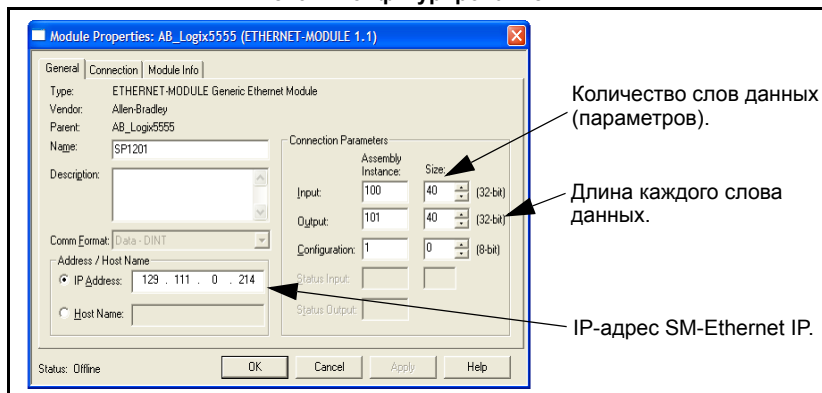 Module Properties: AB_Logix5555 (ETHERNET-MODULE 1.1)
General
Connection
Module Info
Type: ETHERNET-MODULE Generic Ethernet Module
Vendor: Allen-Bradley
Parent: AB_Logix5555
Name: SP1201
Description:
Comm Format: Data - DINT
Address / Host Name
IP Address: 129 . 111 . 0 . 214
Host Name:
Connection Parameters
Assembly
Instance:
Size:
Input: 100 40 (32-bit)
Output: 101 40 (32-bit)
Configuration: 1 0 (8-bit)
Status Input:
Status Output:
Status: Offline
OK
Cancel
Apply
Help
Количество слов данных
(параметров).
Длина каждого слова
данных.
IP-адрес SM-Ethernet IP.